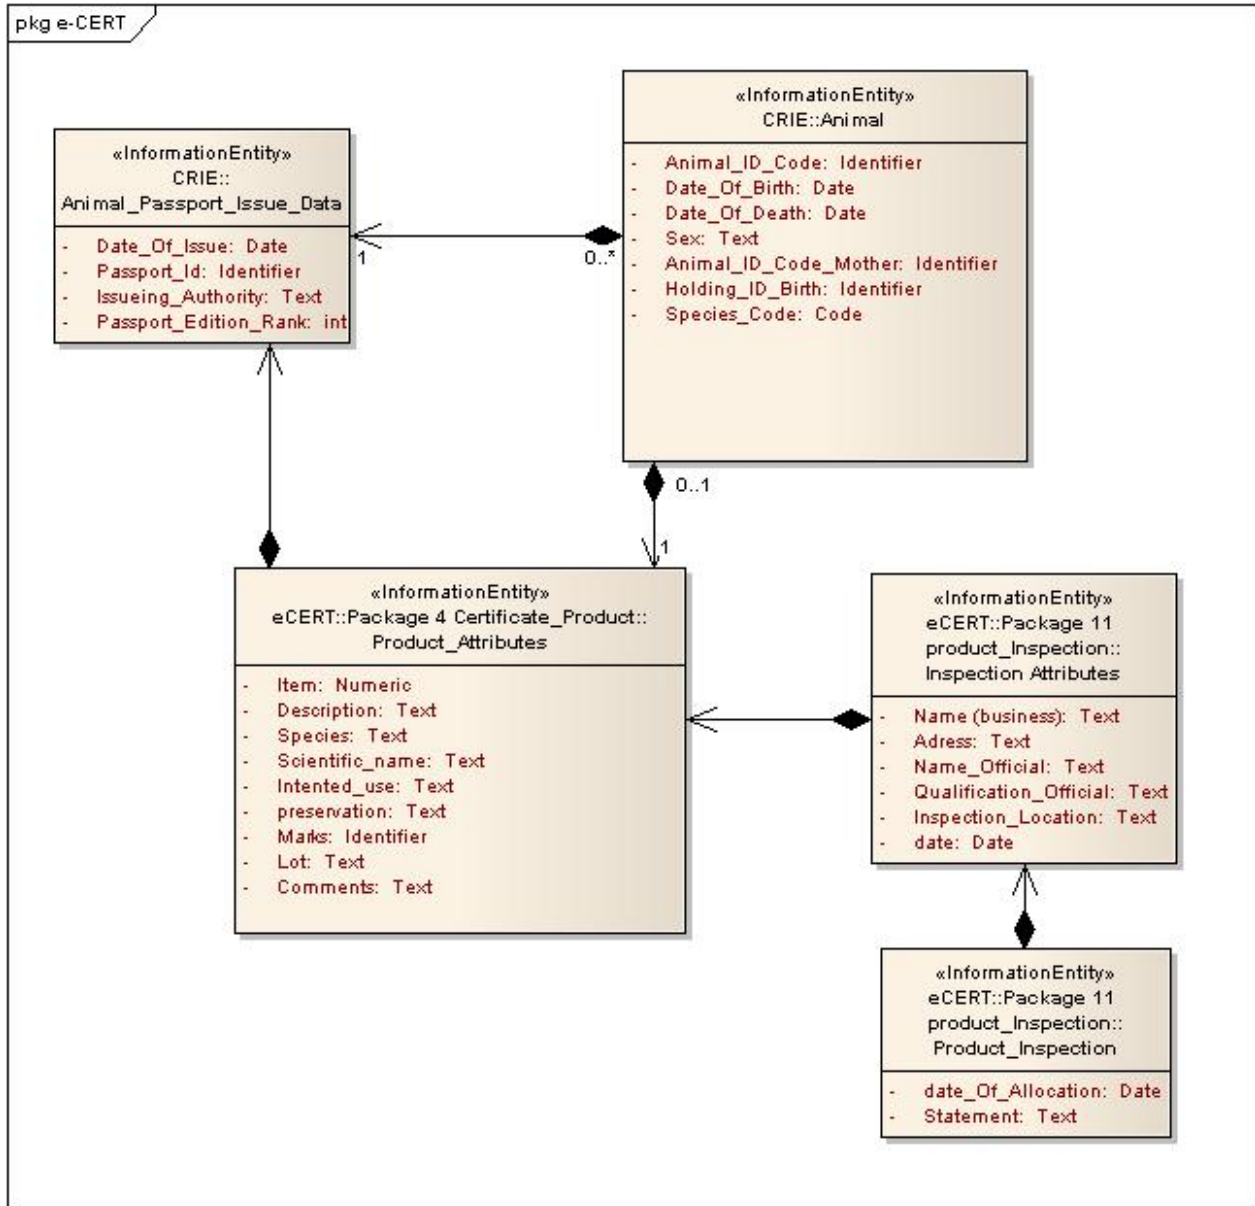 pkg e-CERT
«InformationEntity»
CRIE::
Animal_Passport_Issue_Data
- Date_Of_Issue: Date
- Passport_Id: Identifier
- Issueing_Authority: Text
- Passport_Edition_Rank: int
«InformationEntity»
CRIE::Animal
- Animal_ID_Code: Identifier
- Date_Of_Birth: Date
- Date_Of_Death: Date
- Sex: Text
- Animal_ID_Code_Mother: Identifier
- Holding_ID_Birth: Identifier
- Species_Code: Code
1
0..*
0..1
1
«InformationEntity»
eCERT::Package 4 Certificate_Product::
Product_Attributes
- Item: Numeric
- Description: Text
- Species: Text
- Scientific_name: Text
- Intented_use: Text
- preservation: Text
- Marks: Identifier
- Lot: Text
- Comments: Text
«InformationEntity»
eCERT::Package 11
product_Inspection::
Inspection Attributes
- Name (business): Text
- Adress: Text
- Name_Official: Text
- Qualification_Official: Text
- Inspection_Location: Text
- date: Date
«InformationEntity»
eCERT::Package 11
product_Inspection::
Product_Inspection
- date_Of_Allocation: Date
- Statement: Text